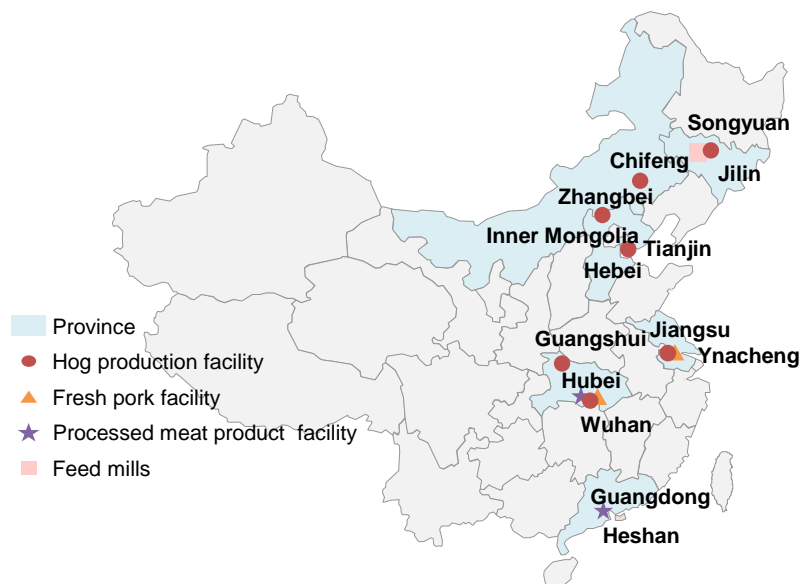 Songyuan
Chifeng
Jilin
Zhangbei
Inner Mongolia
Tianjin
Hebei
Province
Jiangsu
Guangshui
Hog production facility
Ynacheng
Hubei
Fresh pork facility
Wuhan
Processed meat product facility
Feed mills
Guangdong
Heshan